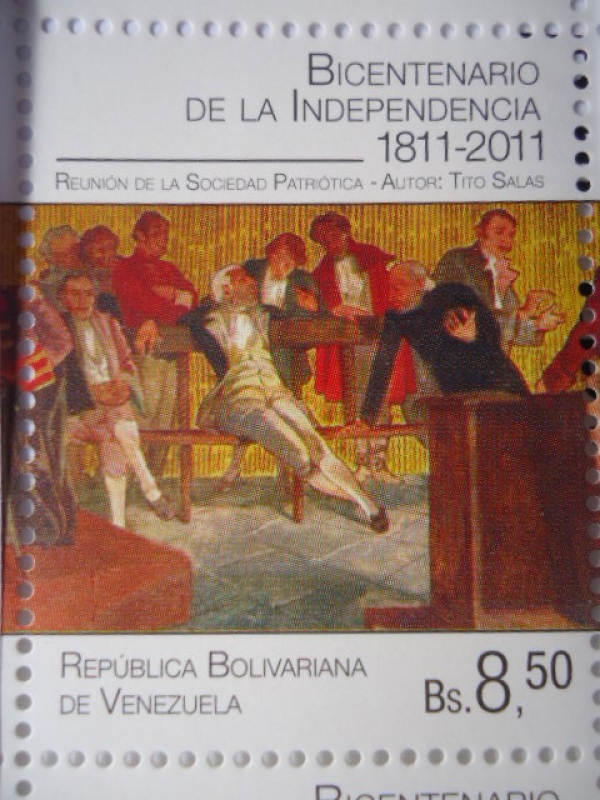 BICENTENARIO
DE LA INDEPENDENCIA
1811-2011
REUNIÓN DE LA SOCIEDAD PATRIÓTICA - AUTOR: TITO SALAS
REPÚBLICA BOLIVARIANA
DE VENEZUELA
Bs.8,50
BICENTENARIO